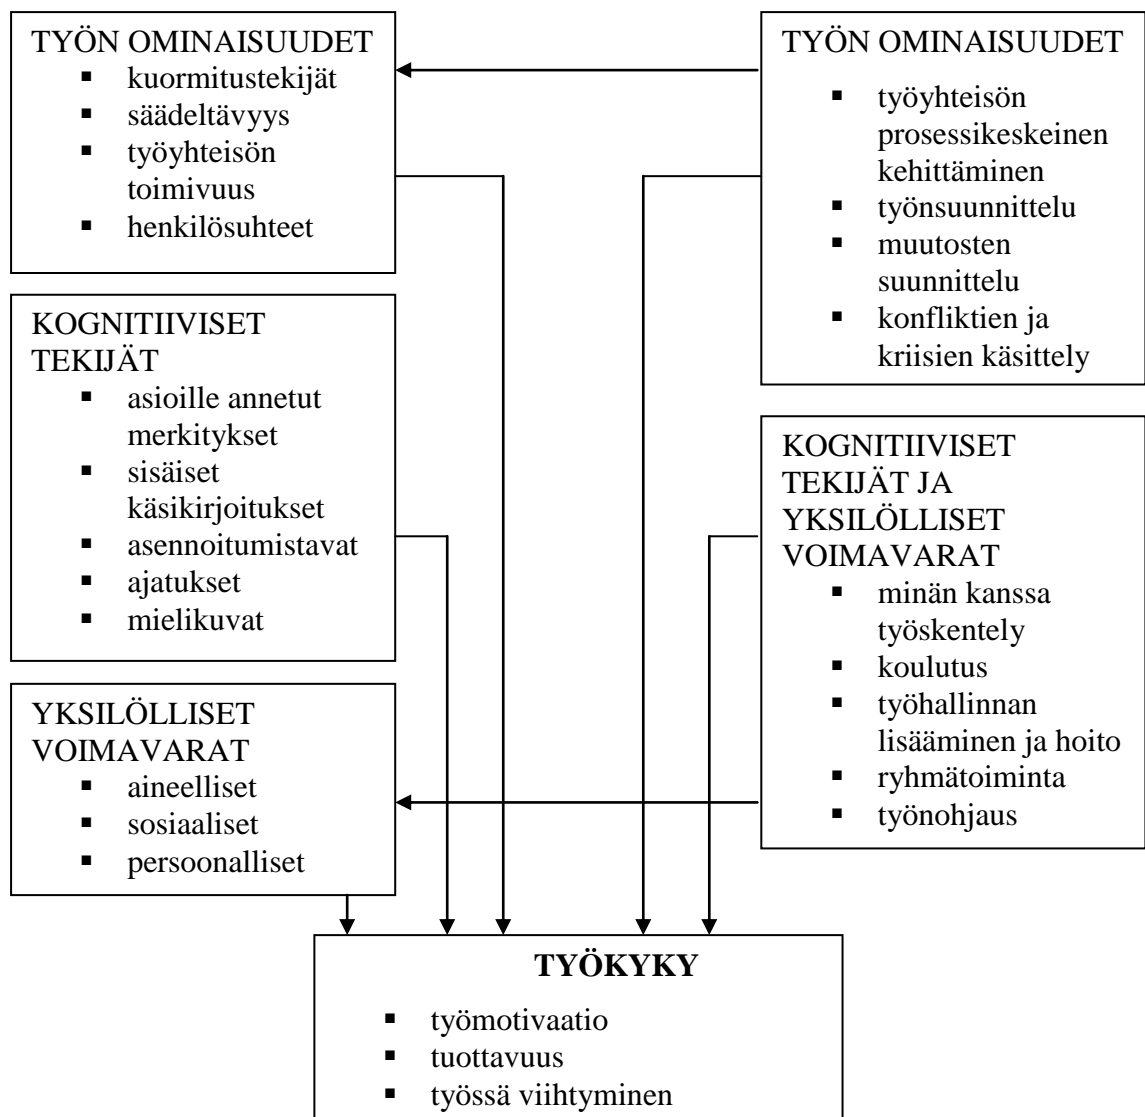 TYÖN OMINAISUUDET
▪ kuormitustekijät
▪ säädeltävyys
▪ työyhteisön
toimivuus
▪ henkilösuhteet
KOGNITIIVISET
TEKIJÄT
▪ asioille annetut
merkitykset
▪ sisäiset
käsikirjoitukset
▪ asennoitumistavat
▪ ajatukset
▪ mielikuvat
YKSILÖLLISET
VOIMAVARAT
▪ aineelliset
▪ sosiaaliset
▪ persoonalliset
TYÖN OMINAISUUDET
▪ työyhteisön
prosessikeskeinen
kehittäminen
▪ työnsuunnittelu
▪ muutosten
suunnittelu
▪ konfliktien ja
kriisien käsittely
KOGNITIIVISET
TEKIJÄT JA
YKSILÖLLISET
VOIMAVARAT
▪ minän kanssa
työskentely
▪ koulutus
▪ työhallinnan
lisääminen ja hoito
▪ ryhmätoiminta
▪ työnohjaus
TYÖKYKY
▪ työmotivaatio
▪ tuottavuus
▪ työssä viihtyminen